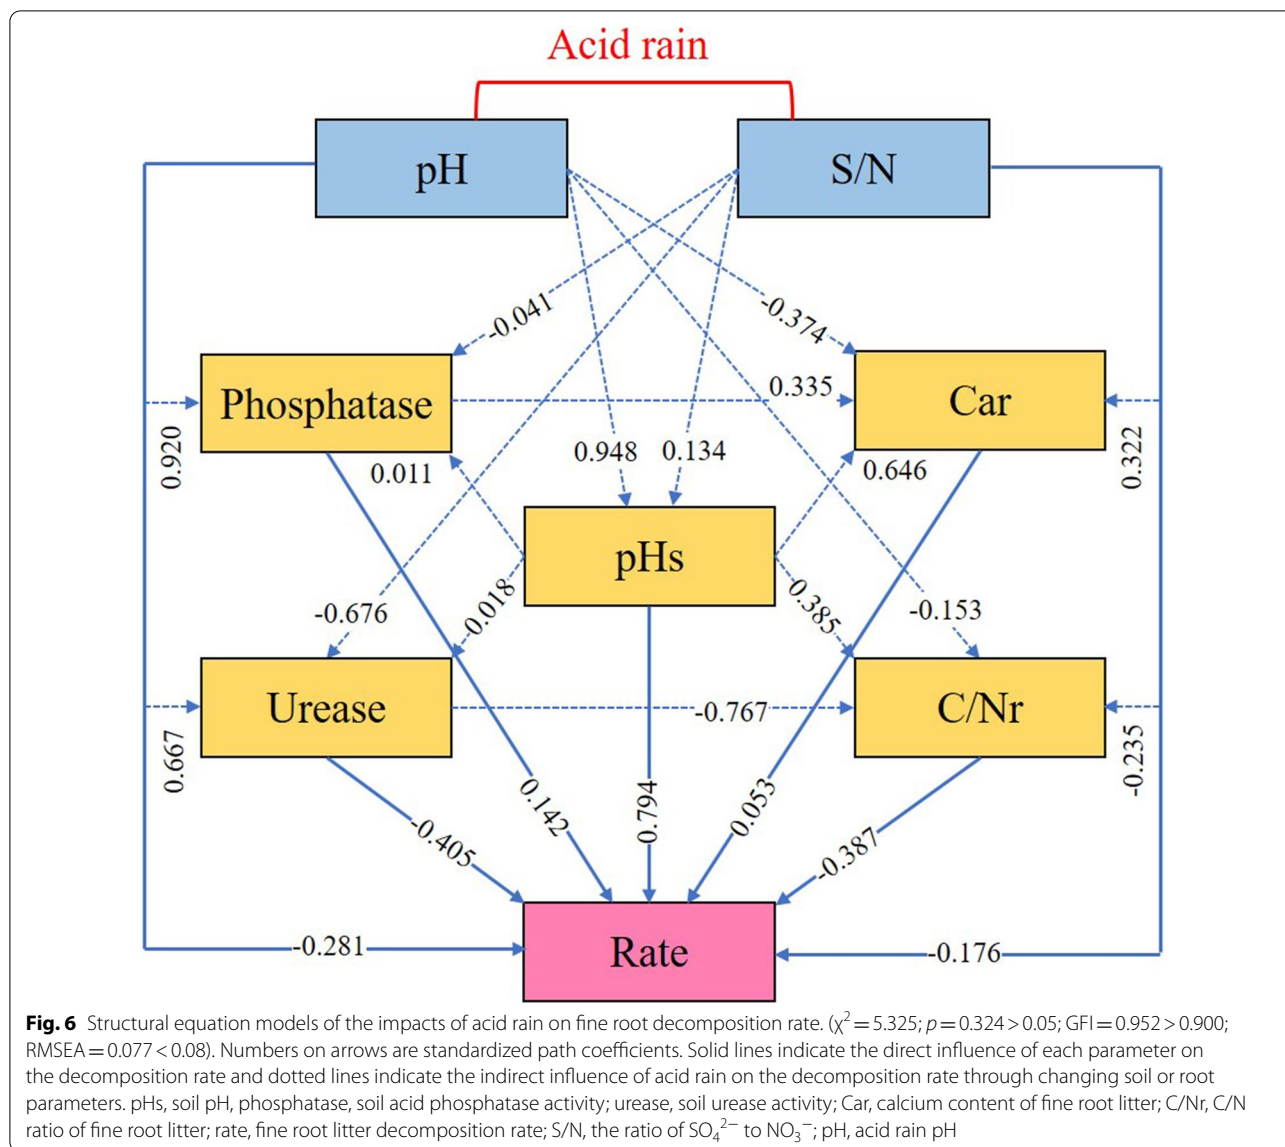 Acid rain
pH
S/N
-0.041
-0.374
Phosphatase
0.335
Car
0.920
0.011
0.948
0.134
0.646
0.322
pHs
-0.676
0.018
0.385
-0.153
Urease
-0.767
C/Nr
0.667
-0.235
-0.405
0.142
0.794
0.053
-0.387
-0.281
Rate
-0.176
Fig. 6 Structural equation models of the impacts of acid rain on fine root decomposition rate. (χ² = 5.325; p = 0.324 > 0.05; GFI = 0.952 > 0.900;
RMSEA = 0.077 < 0.08). Numbers on arrows are standardized path coefficients. Solid lines indicate the direct influence of each parameter on
the decomposition rate and dotted lines indicate the indirect influence of acid rain on the decomposition rate through changing soil or root
parameters. pHs, soil pH, phosphatase, soil acid phosphatase activity; urease, soil urease activity; Car, calcium content of fine root litter; C/Nr, C/N
ratio of fine root litter; rate, fine root litter decomposition rate; S/N, the ratio of SO₄²⁻ to NO₃⁻; pH, acid rain pH